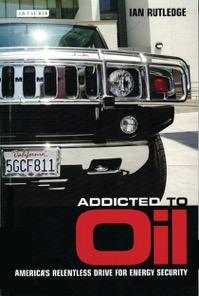 I.B.TAURIS
IAN RUTLEDGE
California
5GCF811
ADDICTED TO
Oil
AMERICA'S RELENTLESS DRIVE FOR ENERGY SECURITY